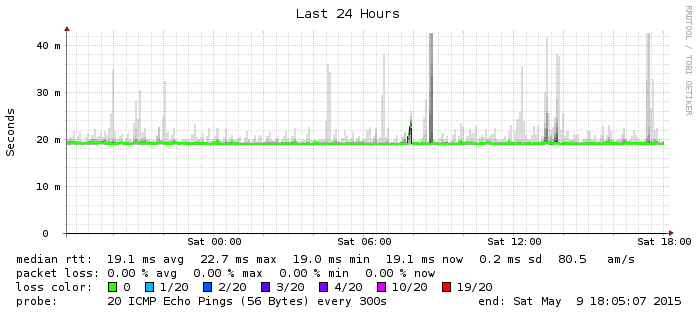 Last 24 Hours
RRDTOOL / TOBI OETIKER
Seconds
40 m
30 m
20 m
10 m
0
Sat 00:00 Sat 06:00 Sat 12:00 Sat 18:00
median rtt: 19.1 ms avg 22.7 ms max 19.0 ms min 19.1 ms now 0.2 ms sd 80.5 am/s
packet loss: 0.00 % avg 0.00 % max 0.00 % min 0.00 % now
loss color: 0 1/20 2/20 3/20 4/20 10/20 19/20
probe: 20 ICMP Echo Pings (56 Bytes) every 300s end: Sat May 9 18:05:07 2015